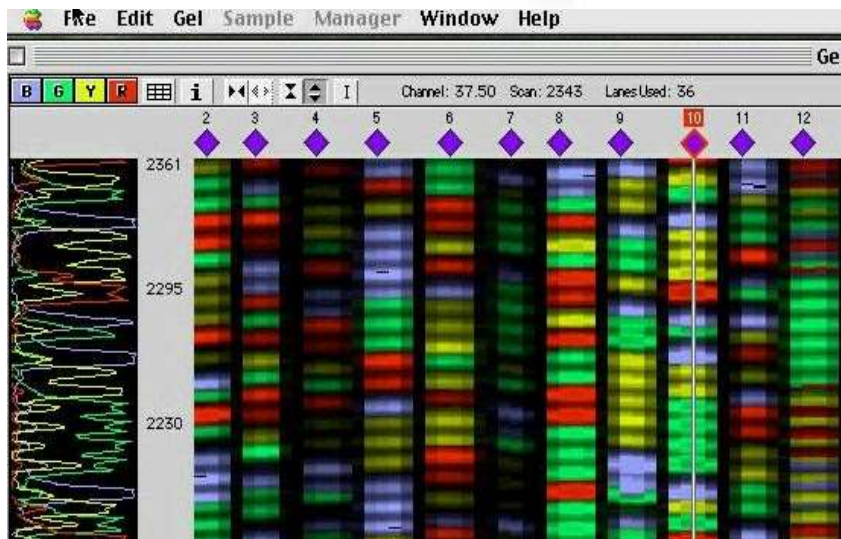 File Edit Gel Sample Manager Window Help
Ge
B G Y R i I Channel: 37.50 Scan: 2343 Lanes Used: 36
2 3 4 5 6 7 8 9 10 11 12
2361
2295
2230